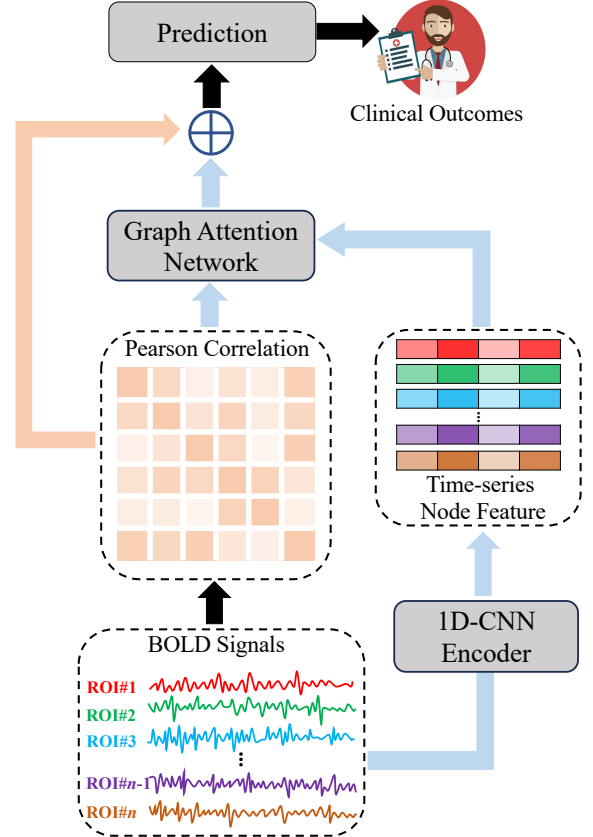 Prediction
Clinical Outcomes
Graph Attention
Network
Pearson Correlation
Time-series
Node Feature
1D-CNN
Encoder
BOLD Signals
ROI#1
ROI#2
ROI#3
ROI#n-1
ROI#n